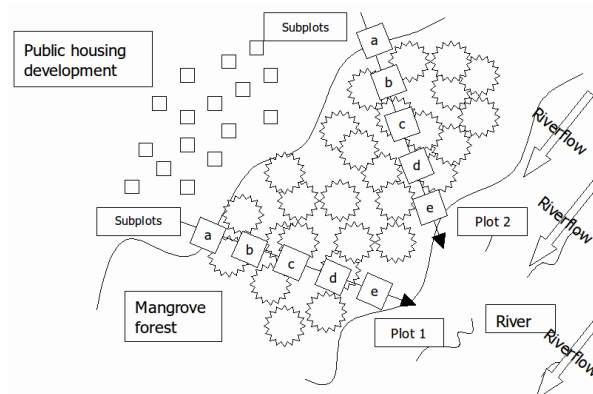 Public housing
development
Subplots
a
b
c
d
e
Subplots
a
b
c
d
e
Plot 2
Plot 1
Mangrove
forest
River
Riverflow
Riverflow
Riverflow